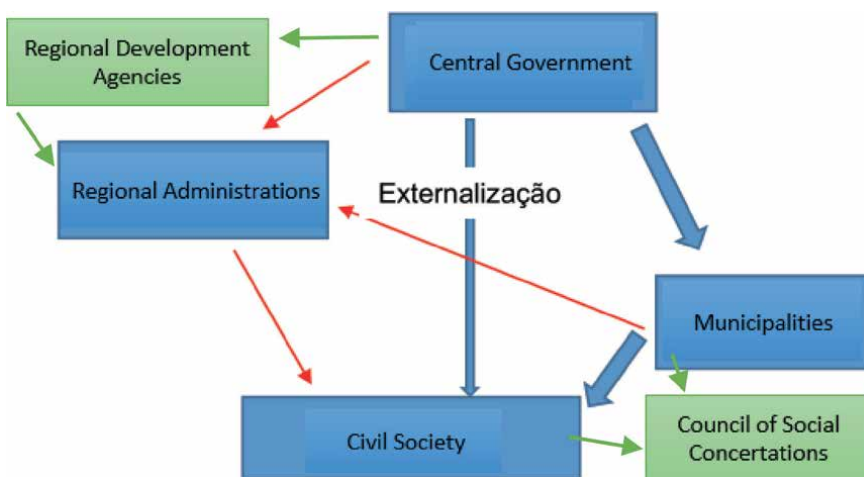 Regional Development
Agencies
Central Government
Regional Administrations
Externalização
Municipalities
Civil Society
Council of Social
Concertations